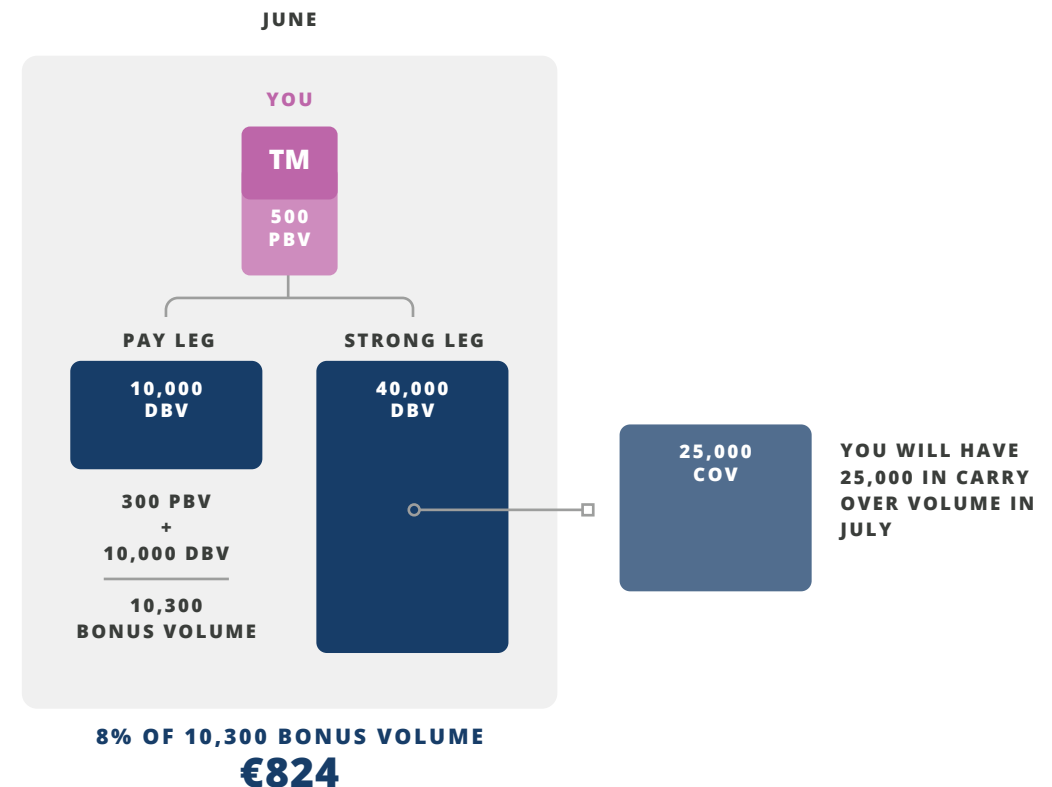 JUNE
YOU
TM
500
PBV
PAY LEG
STRONG LEG
10,000
DBV
40,000
DBV
300 PBV
+
10,000 DBV
10,300
BONUS VOLUME
25,000
COV
YOU WILL HAVE
25,000 IN CARRY
OVER VOLUME IN
JULY
8% OF 10,300 BONUS VOLUME
€824